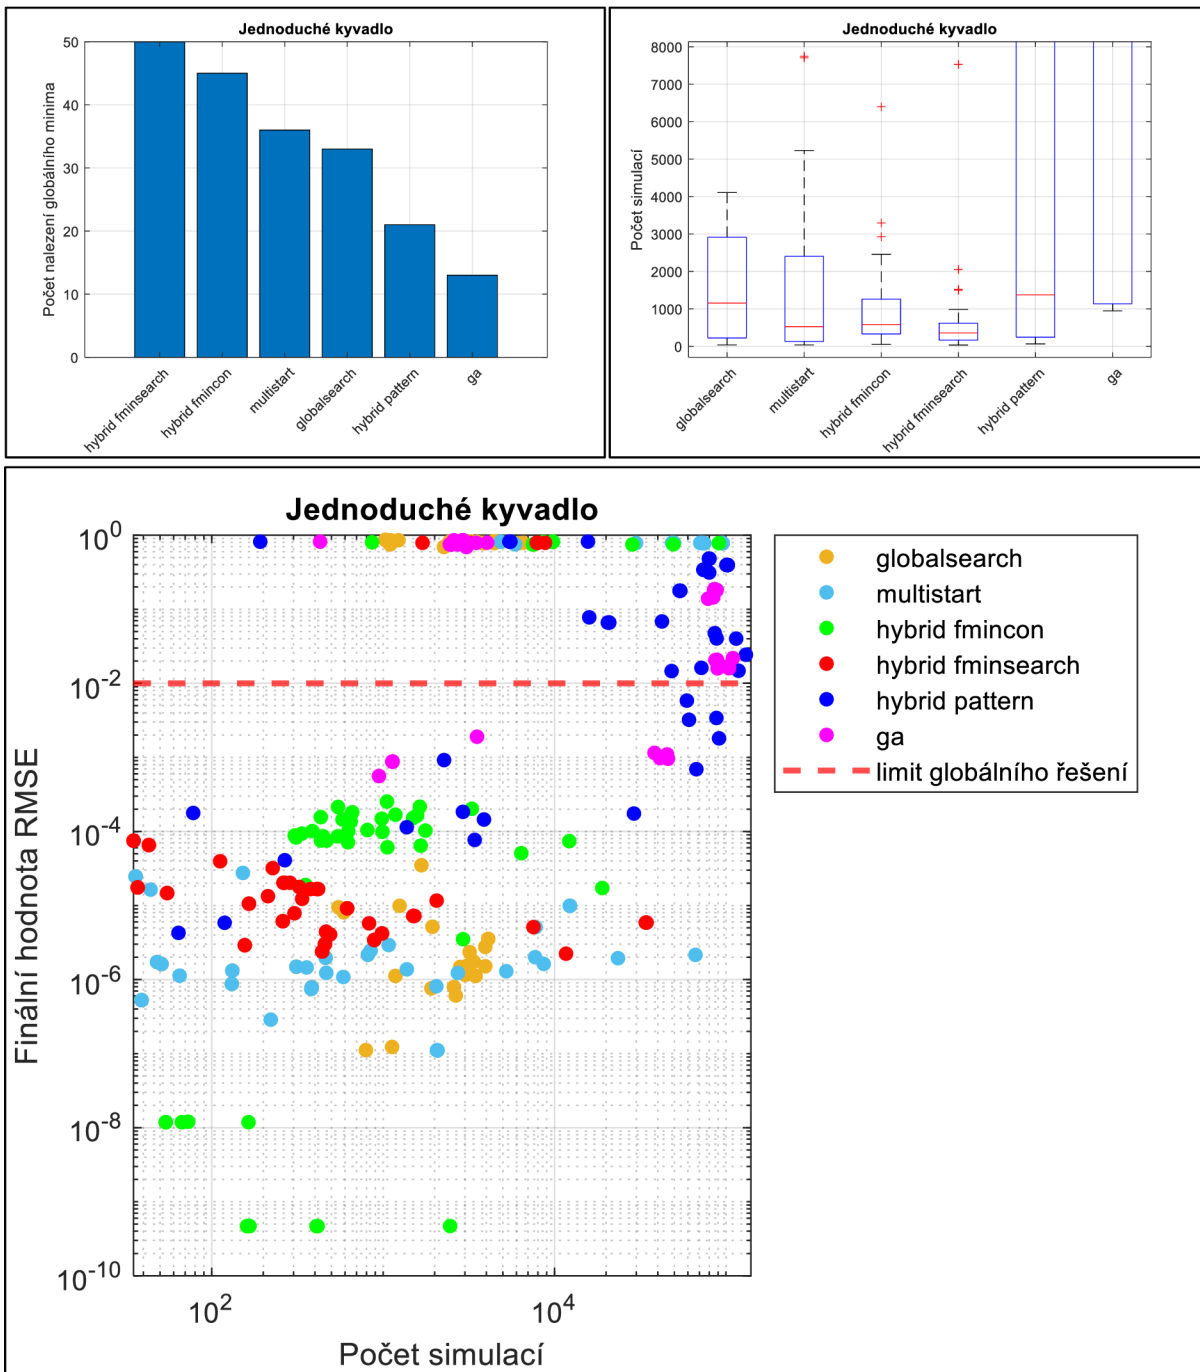 Jednoduché kyvadlo
Počet nalezení globálního minima
50
40
30
20
10
0
hybrid fminsearch
hybrid fmincon
multistart
globalsearch
hybrid pattern
ga
Jednoduché kyvadlo
Počet simulací
8000
7000
6000
5000
4000
3000
2000
1000
0
globalsearch
multistart
hybrid fmincon
hybrid fminsearch
hybrid pattern
ga
Jednoduché kyvadlo
Finální hodnota RMSE
10^0
10^-2
10^-4
10^-6
10^-8
10^-10
10^2
10^4
Počet simulací
globalsearch
multistart
hybrid fmincon
hybrid fminsearch
hybrid pattern
ga
limit globálního řešení